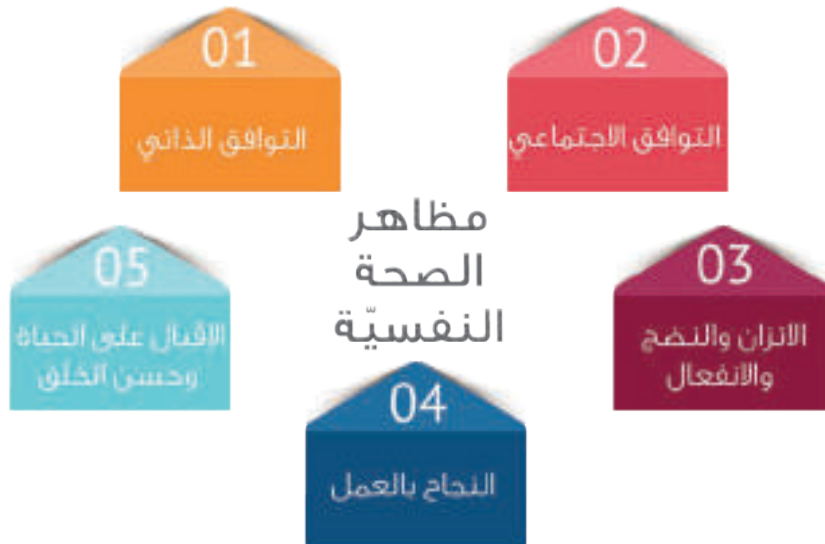 مظاهر
الصحة
النفسيّة
01
التوافق الذاتي
02
التوافق الاجتماعي
03
الاتزان والنضج
والانفعال
04
النجاح بالعمل
05
الإقبال على الحياة
وحسن الخلق